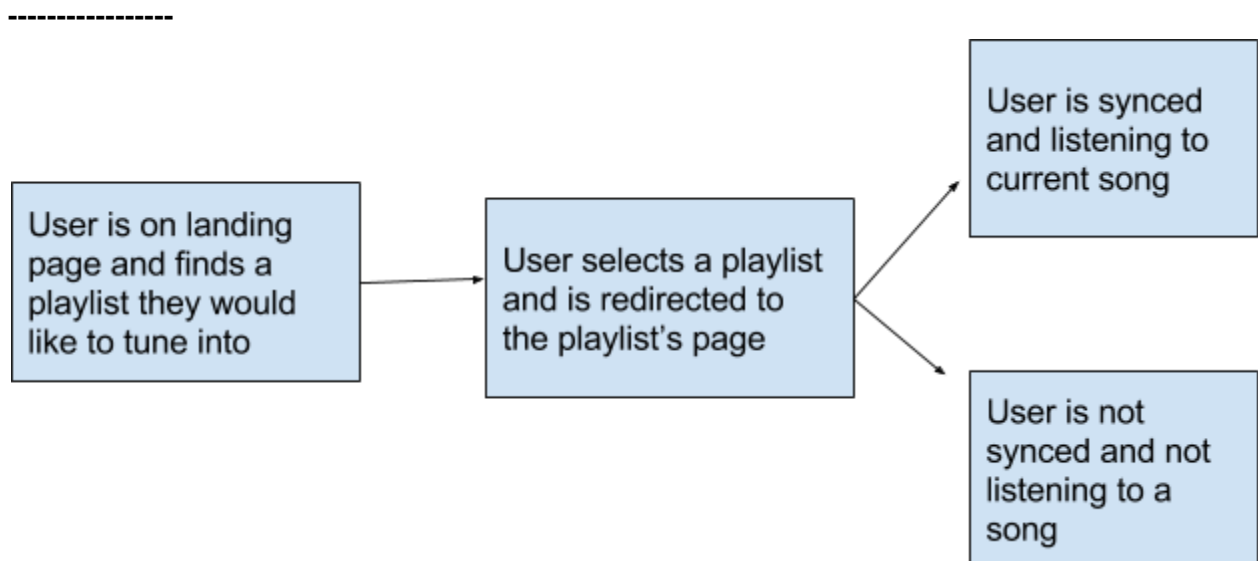 -----------------
User is on landing
page and finds a
playlist they would
like to tune into
User selects a playlist
and is redirected to
the playlist’s page
User is synced
and listening to
current song
User is not
synced and not
listening to a
song